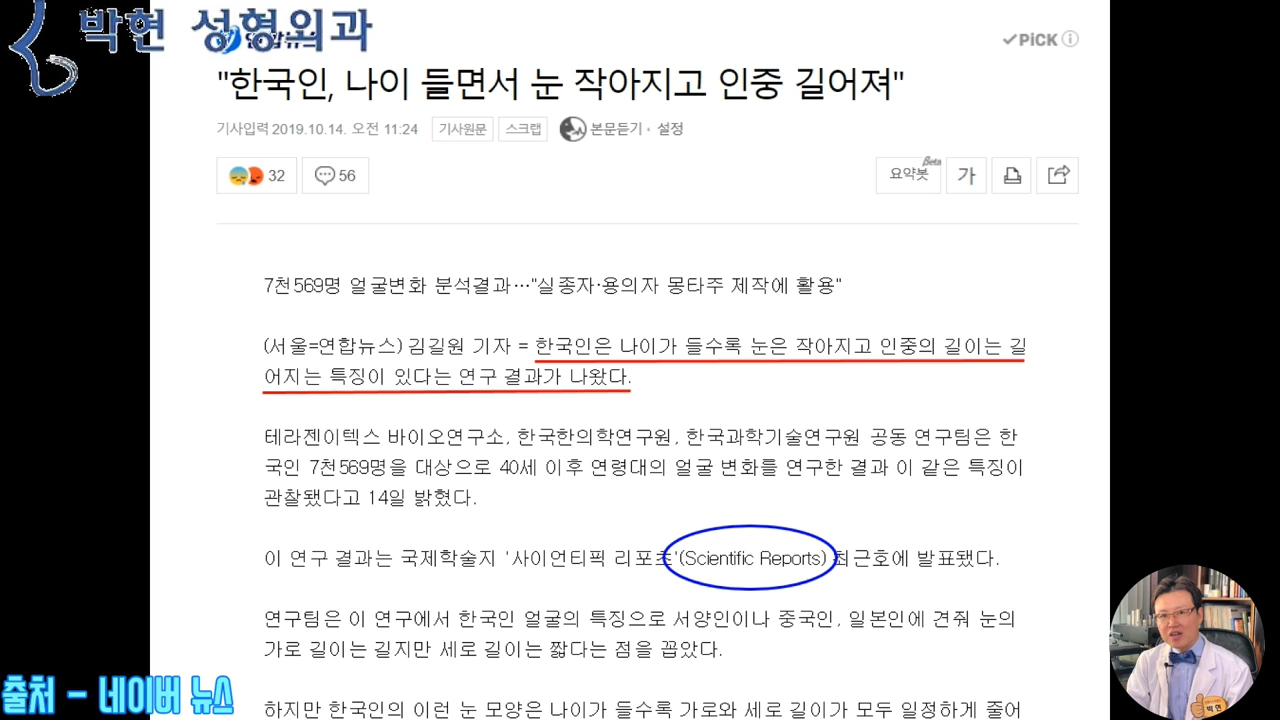 박현 성형외과
✔PiCK ⓘ
"한국인, 나이 들면서 눈 작아지고 인중 길어져"
기사입력 2019.10.14. 오전 11:24 기사원문 스크랩 본문듣기 · 설정
32 56 요약봇 Beta 가
7천569명 얼굴변화 분석결과…"실종자·용의자 몽타주 제작에 활용"
(서울=연합뉴스) 김길원 기자 = 한국인은 나이가 들수록 눈은 작아지고 인중의 길이는 길
어지는 특징이 있다는 연구 결과가 나왔다.
테라젠이텍스 바이오연구소, 한국한의학연구원, 한국과학기술연구원 공동 연구팀은 한
국인 7천569명을 대상으로 40세 이후 연령대의 얼굴 변화를 연구한 결과 이 같은 특징이
관찰됐다고 14일 밝혔다.
이 연구 결과는 국제학술지 '사이언티픽 리포츠'(Scientific Reports) 최근호에 발표됐다.
연구팀은 이 연구에서 한국인 얼굴의 특징으로 서양인이나 중국인, 일본인에 견줘 눈의
가로 길이는 길지만 세로 길이는 짧다는 점을 꼽았다.
하지만 한국인의 이런 눈 모양은 나이가 들수록 가로와 세로 길이가 모두 일정하게 줄어
출처 - 네이버 뉴스
박현